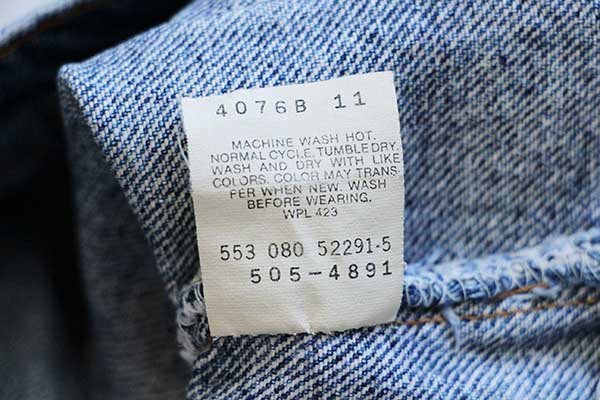 4076B 11
MACHINE WASH HOT.
NORMAL CYCLE. TUMBLE DRY.
WASH AND DRY WITH LIKE
COLORS. COLOR MAY TRANS
FER WHEN NEW. WASH
BEFORE WEARING.
WPL 423
553 080 52291-5
505-4891